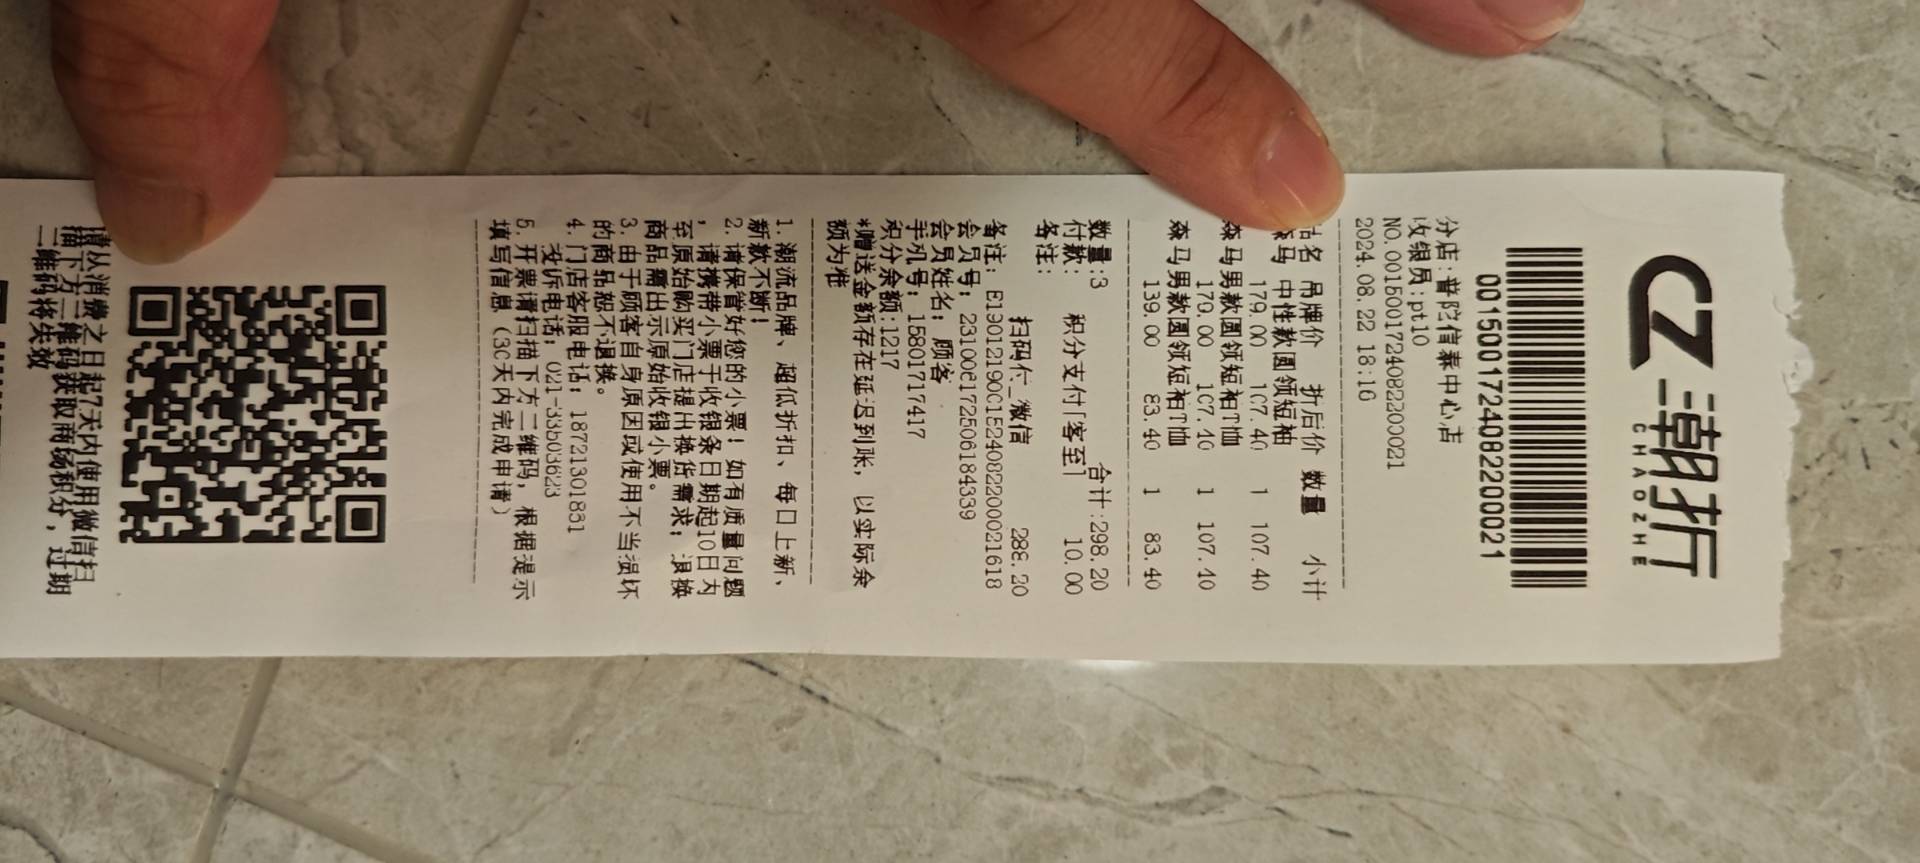 CZ 潮折
CHAOZHE
001500172408220021
分店:普陀信泰中心店
收银员:pt10
NO.001500172408220021
2024.08.22 18:16
名 吊牌价 折后价 数量 小计
森马 中性款圆领短袖
179.00 107.40 1 107.40
森马男款圆领短袖T恤
179.00 107.40 1 107.40
森马男款圆领短袖T恤
139.00 83.40 1 83.40
数量:3 合计:298.20
付款: 积分支付[客至] 10.00
备注:
扫码付_微信 288.20
备注:
会员号: 231006172506184339
会员姓名: 顾客
手机号: 15801717417
积分余额:1217
*赠送金额存在延迟到账, 以实际余
额为准
1. 潮流品牌、超低折扣、每日上新、
新款不断!
2. 请保管好您的小票! 如有质量问题
, 请携带小票于收银条日期起10日内
至原始购买门店提出换货需求; 退换
商品需出示原始收银小票。
3. 由于顾客自身原因或使用不当损坏
的商品恕不退换。
4. 门店客服电话: 18721301831
投诉电话: 021-33503623
5. 开票请扫描下方二维码, 根据提示
填写信息 (30天内完成申请)
请从消费之日起7天内使用微信扫
描下方二维码获取商场积分, 过期
二维码将失效